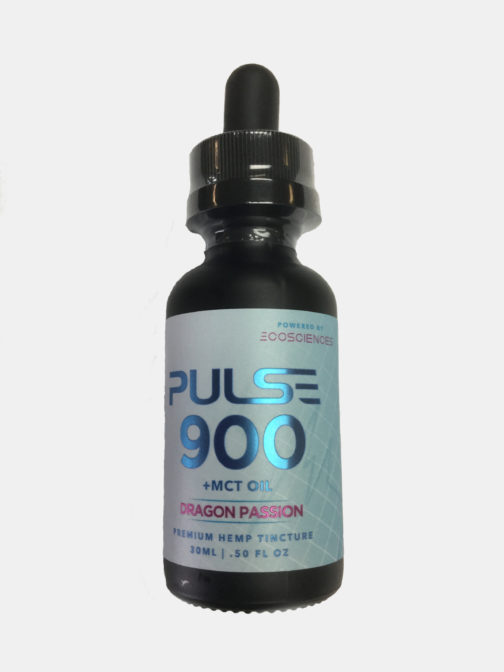 POWERED BY
ECOSCIENCES
PULSE
900
+MCT OIL
DRAGON PASSION
PREMIUM HEMP TINCTURE
30ML | .50 FL OZ